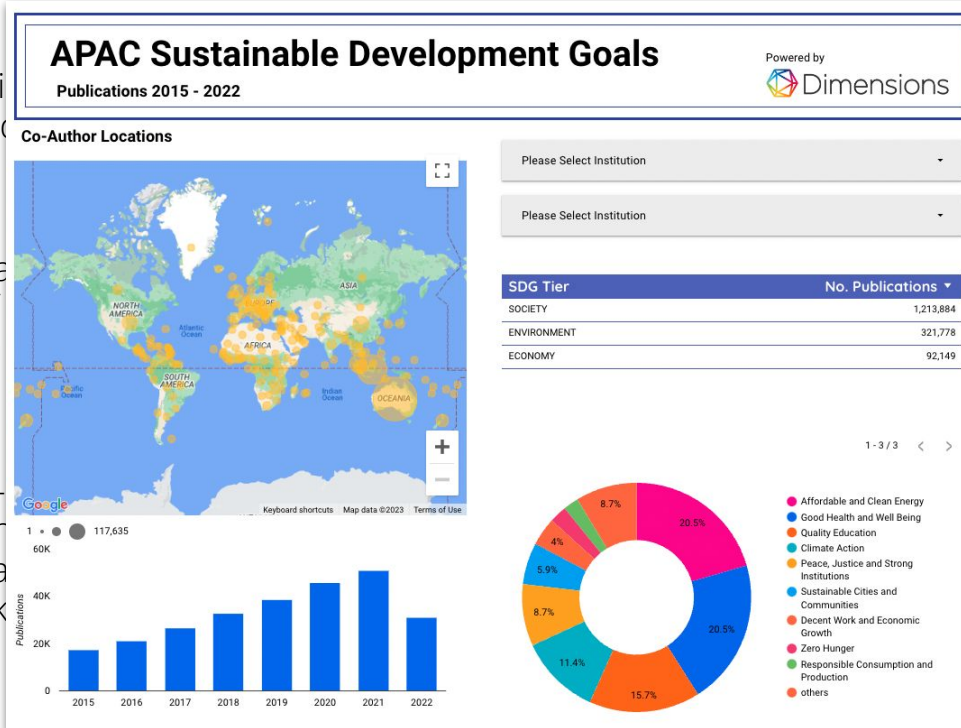 APAC Sustainable Development Goals
Publications 2015 - 2022
Powered by
Dimensions
Co-Author Locations
NORTH
AMERICA
Atlantic
Ocean
EUROPE
ASIA
AFRICA
SOUTH
AMERICA
Pacific
Ocean
Indian
Ocean
OCEANIA
Google
Keyboard shortcuts
Map data ©2023
Terms of Use
1
117,635
Please Select Institution
Please Select Institution
SDG Tier No. Publications
SOCIETY 1,213,884
ENVIRONMENT 321,778
ECONOMY 92,149
1 - 3 / 3
60K
40K
20K
0
Publications
2015 2016 2017 2018 2019 2020 2021 2022
20.5%
20.5%
15.7%
11.4%
8.7%
5.9%
4%
8.7%
Affordable and Clean Energy
Good Health and Well Being
Quality Education
Climate Action
Peace, Justice and Strong
Institutions
Sustainable Cities and
Communities
Decent Work and Economic
Growth
Zero Hunger
Responsible Consumption and
Production
others